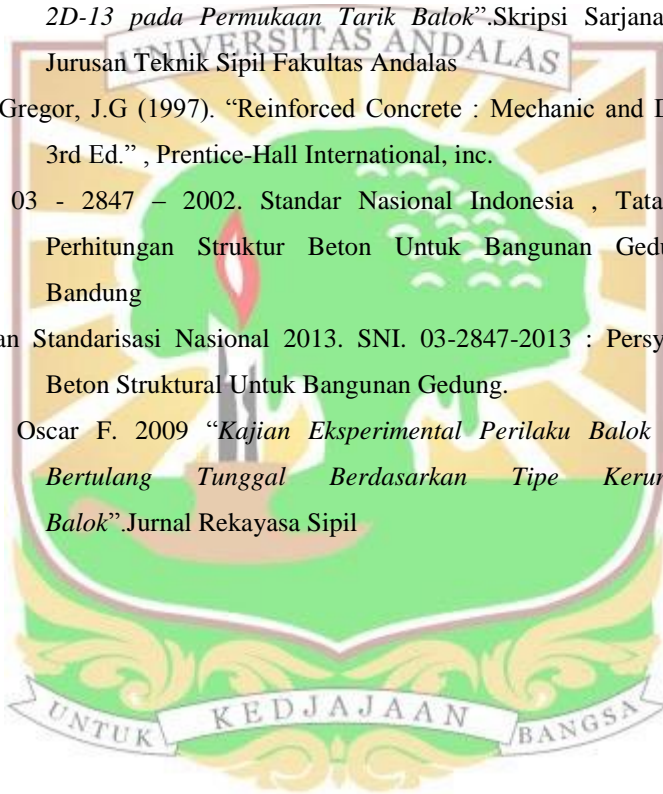 2D-13 pada Permukaan Tarik Balok”.Skripsi Sarjana
UNIVERSITAS ANDALAS
Jurusan Teknik Sipil Fakultas Andalas
Gregor, J.G (1997). “Reinforced Concrete : Mechanic and D
3rd Ed.” , Prentice-Hall International, inc.
03 - 2847 – 2002. Standar Nasional Indonesia , Tata
Perhitungan Struktur Beton Untuk Bangunan Gedu
Bandung
an Standarisasi Nasional 2013. SNI. 03-2847-2013 : Persy
Beton Struktural Untuk Bangunan Gedung.
Oscar F. 2009 “Kajian Eksperimental Perilaku Balok
Bertulang Tunggal Berdasarkan Tipe Kerun
Balok”.Jurnal Rekayasa Sipil
UNTUK KEDJAJAAN BANGSA